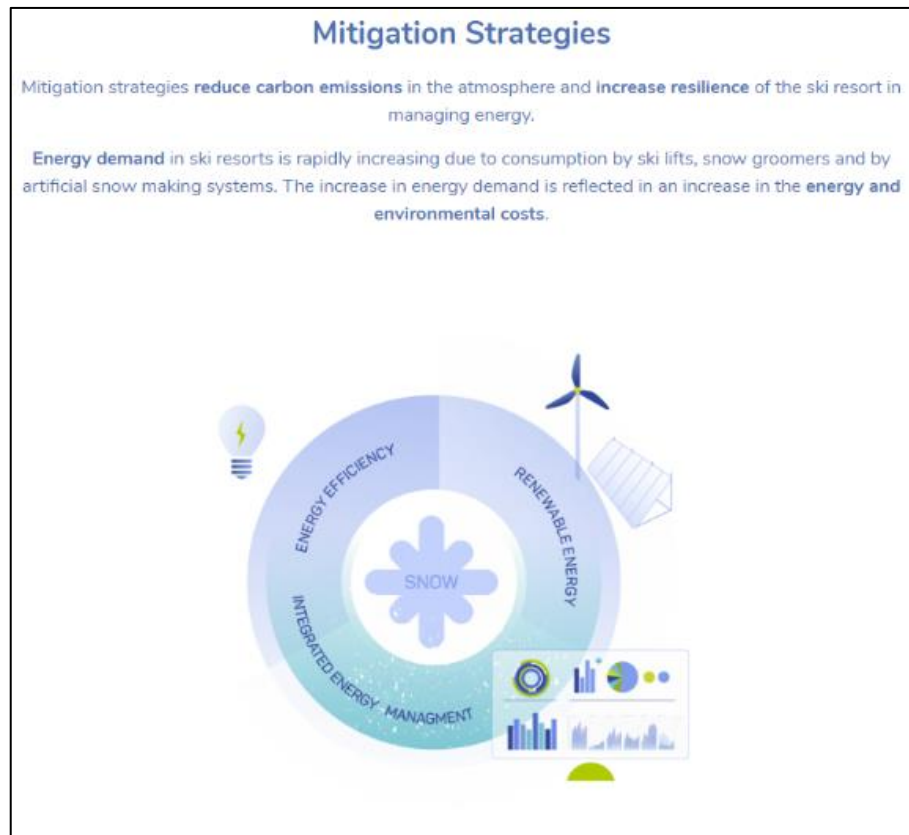 Mitigation Strategies
Mitigation strategies reduce carbon emissions in the atmosphere and increase resilience of the ski resort in
managing energy.
Energy demand in ski resorts is rapidly increasing due to consumption by ski lifts, snow groomers and by
artificial snow making systems. The increase in energy demand is reflected in an increase in the energy and
environmental costs.
ENERGY EFFICIENCY
RENEWABLE ENERGY
SNOW
INTEGRATED ENERGY MANAGMENT